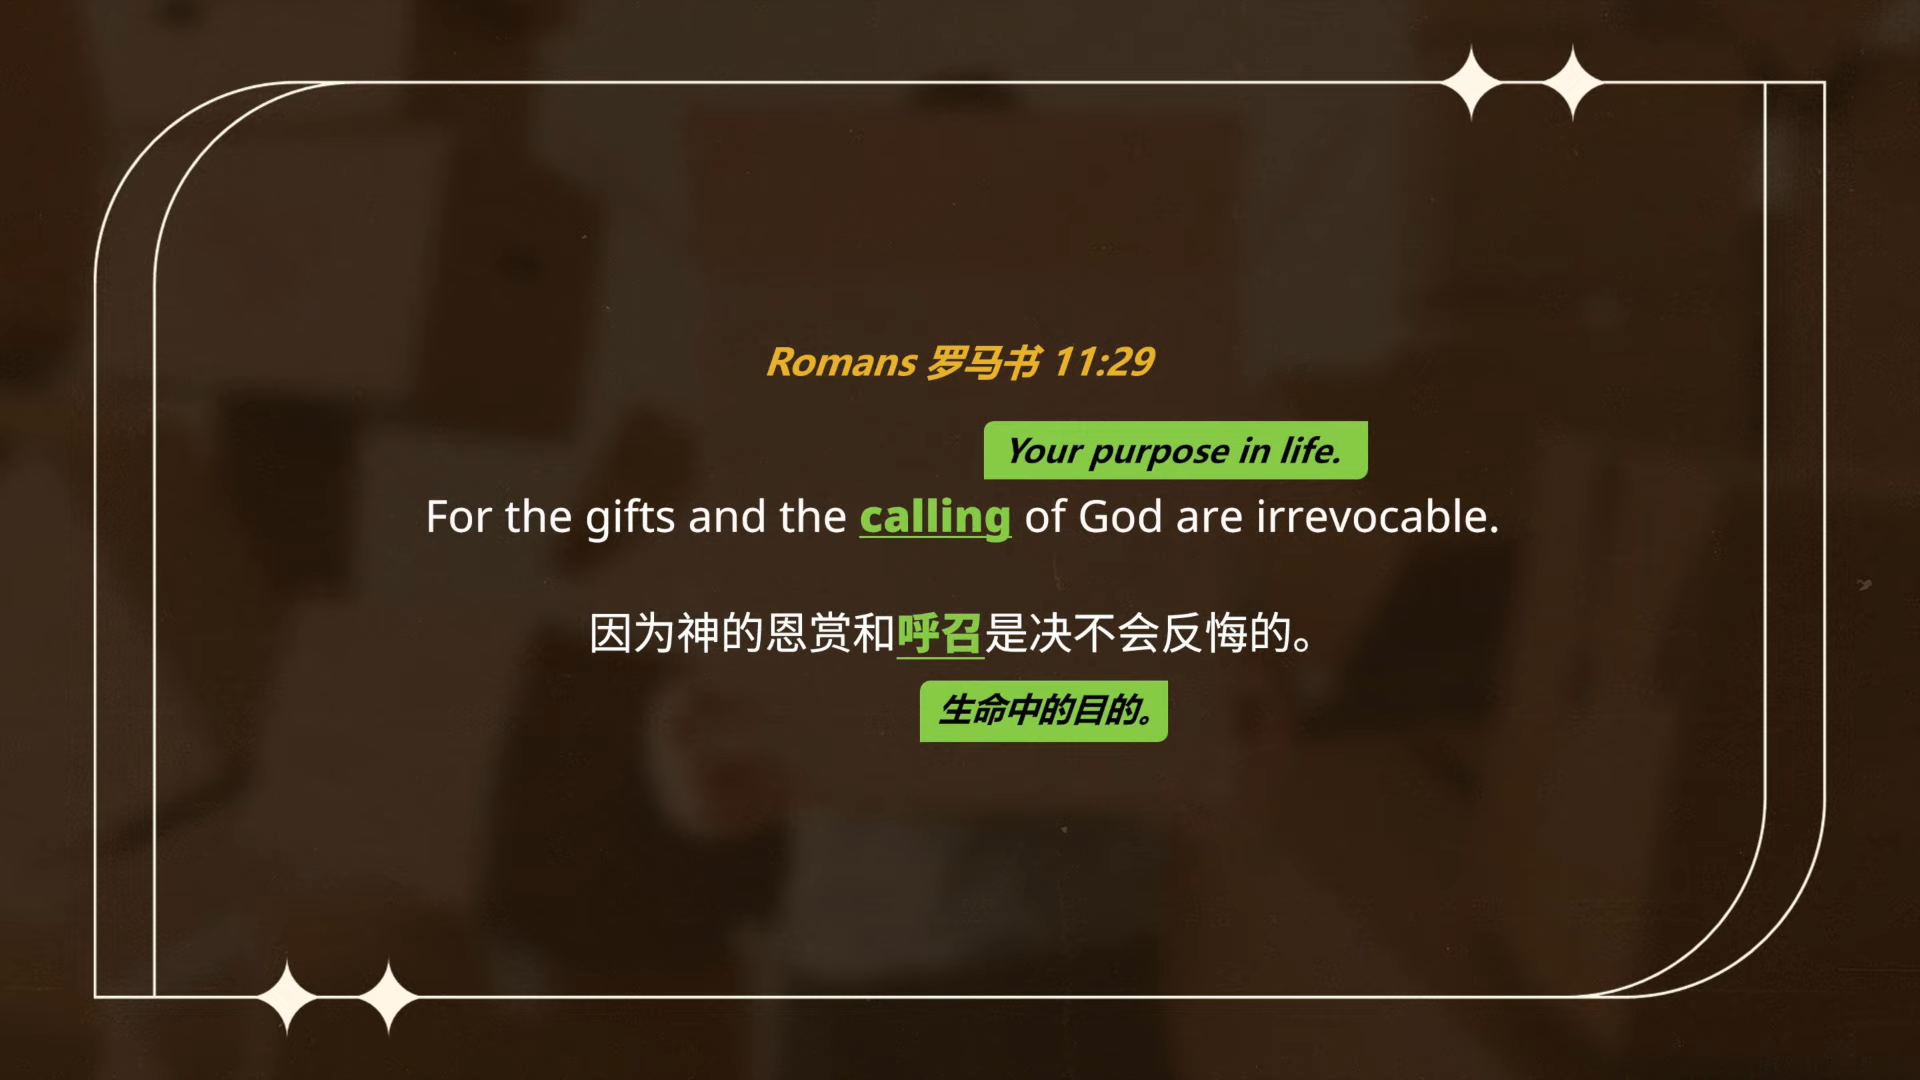 Romans 罗马书 11:29
Your purpose in life.
For the gifts and the calling of God are irrevocable.
因为神的恩赏和呼召是决不会反悔的。
生命中的目的。